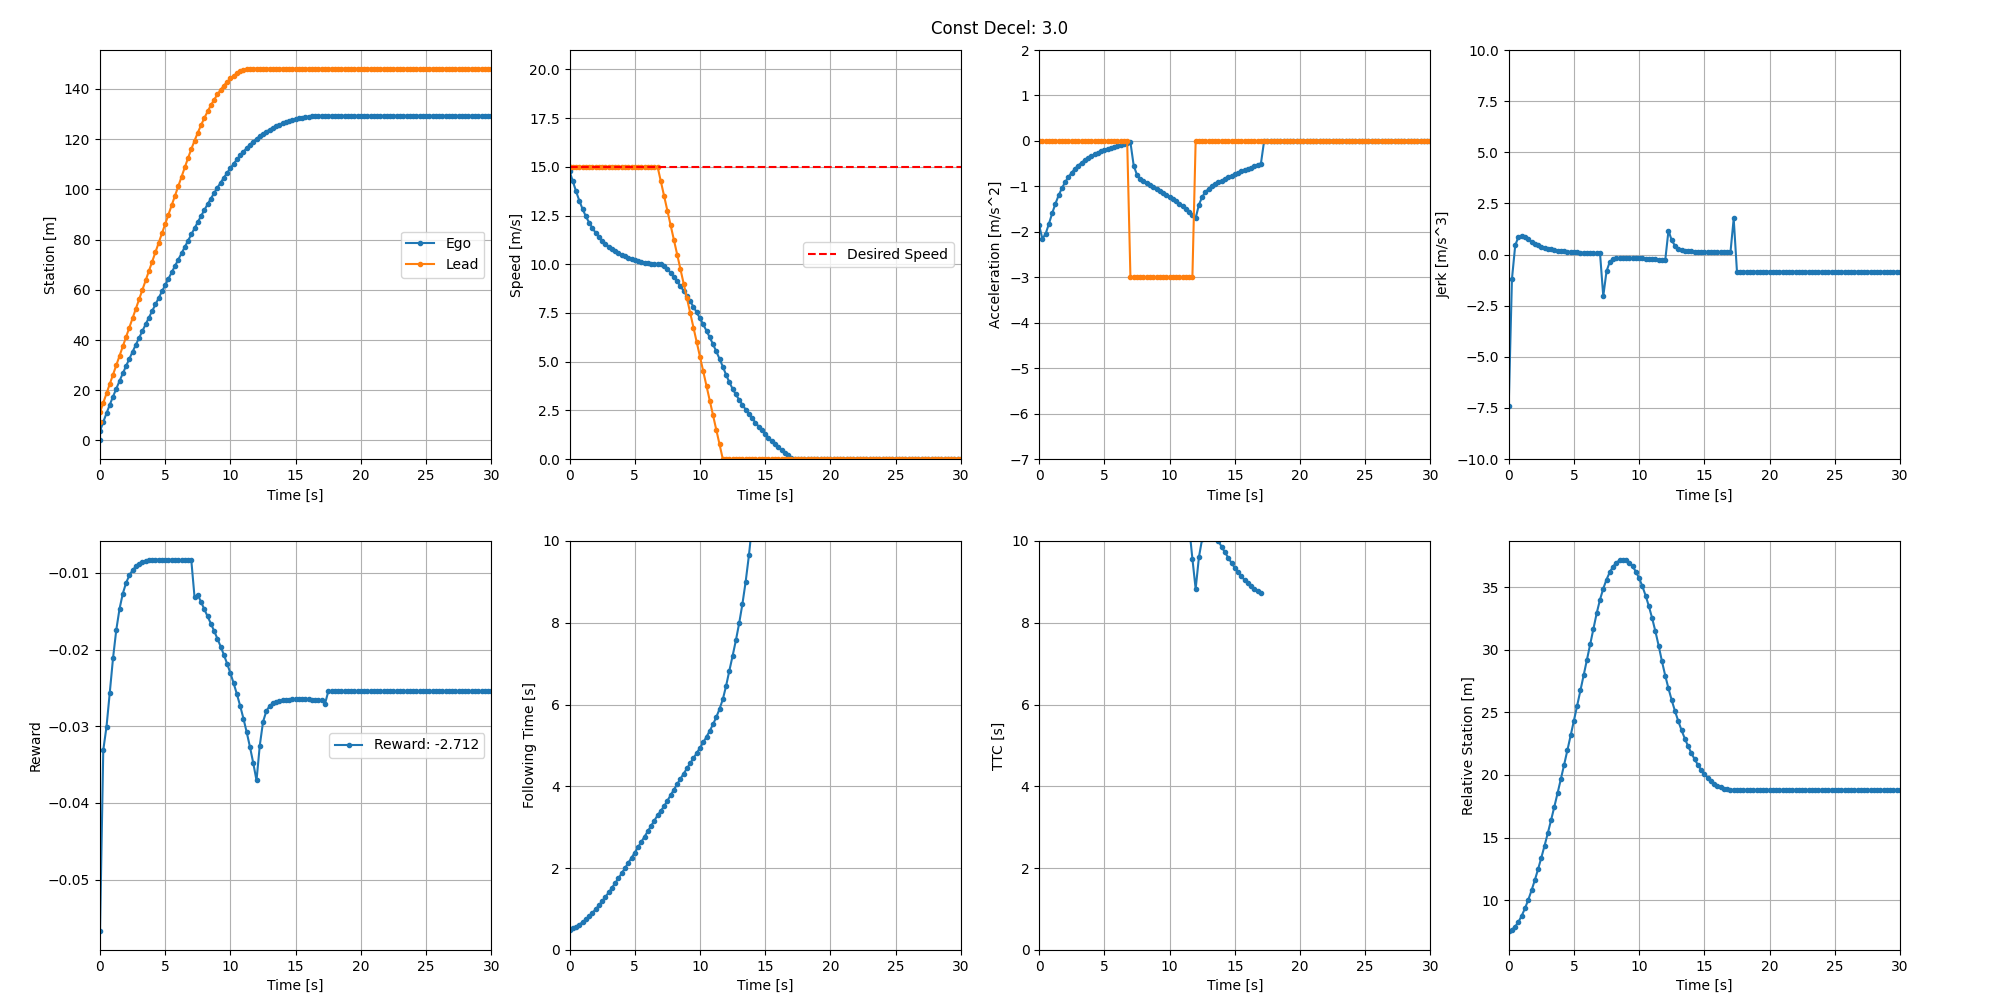 Const Decel: 3.0
140
120
100
80
60
40
20
0
Station [m]
Ego
Lead
0 5 10 15 20 25 30
Time [s]
20.0
17.5
15.0
12.5
10.0
7.5
5.0
2.5
0.0
Speed [m/s]
Desired Speed
0 5 10 15 20 25 30
Time [s]
2
1
0
−1
−2
−3
−4
−5
−6
−7
Acceleration [m/s^2]
0 5 10 15 20 25 30
Time [s]
10.0
7.5
5.0
2.5
0.0
−2.5
−5.0
−7.5
−10.0
Jerk [m/s^3]
0 5 10 15 20 25 30
Time [s]
−0.01
−0.02
−0.03
−0.04
−0.05
Reward
Reward: -2.712
0 5 10 15 20 25 30
Time [s]
10
8
6
4
2
0
Following Time [s]
0 5 10 15 20 25 30
Time [s]
10
8
6
4
2
0
TTC [s]
0 5 10 15 20 25 30
Time [s]
35
30
25
20
15
10
Relative Station [m]
0 5 10 15 20 25 30
Time [s]